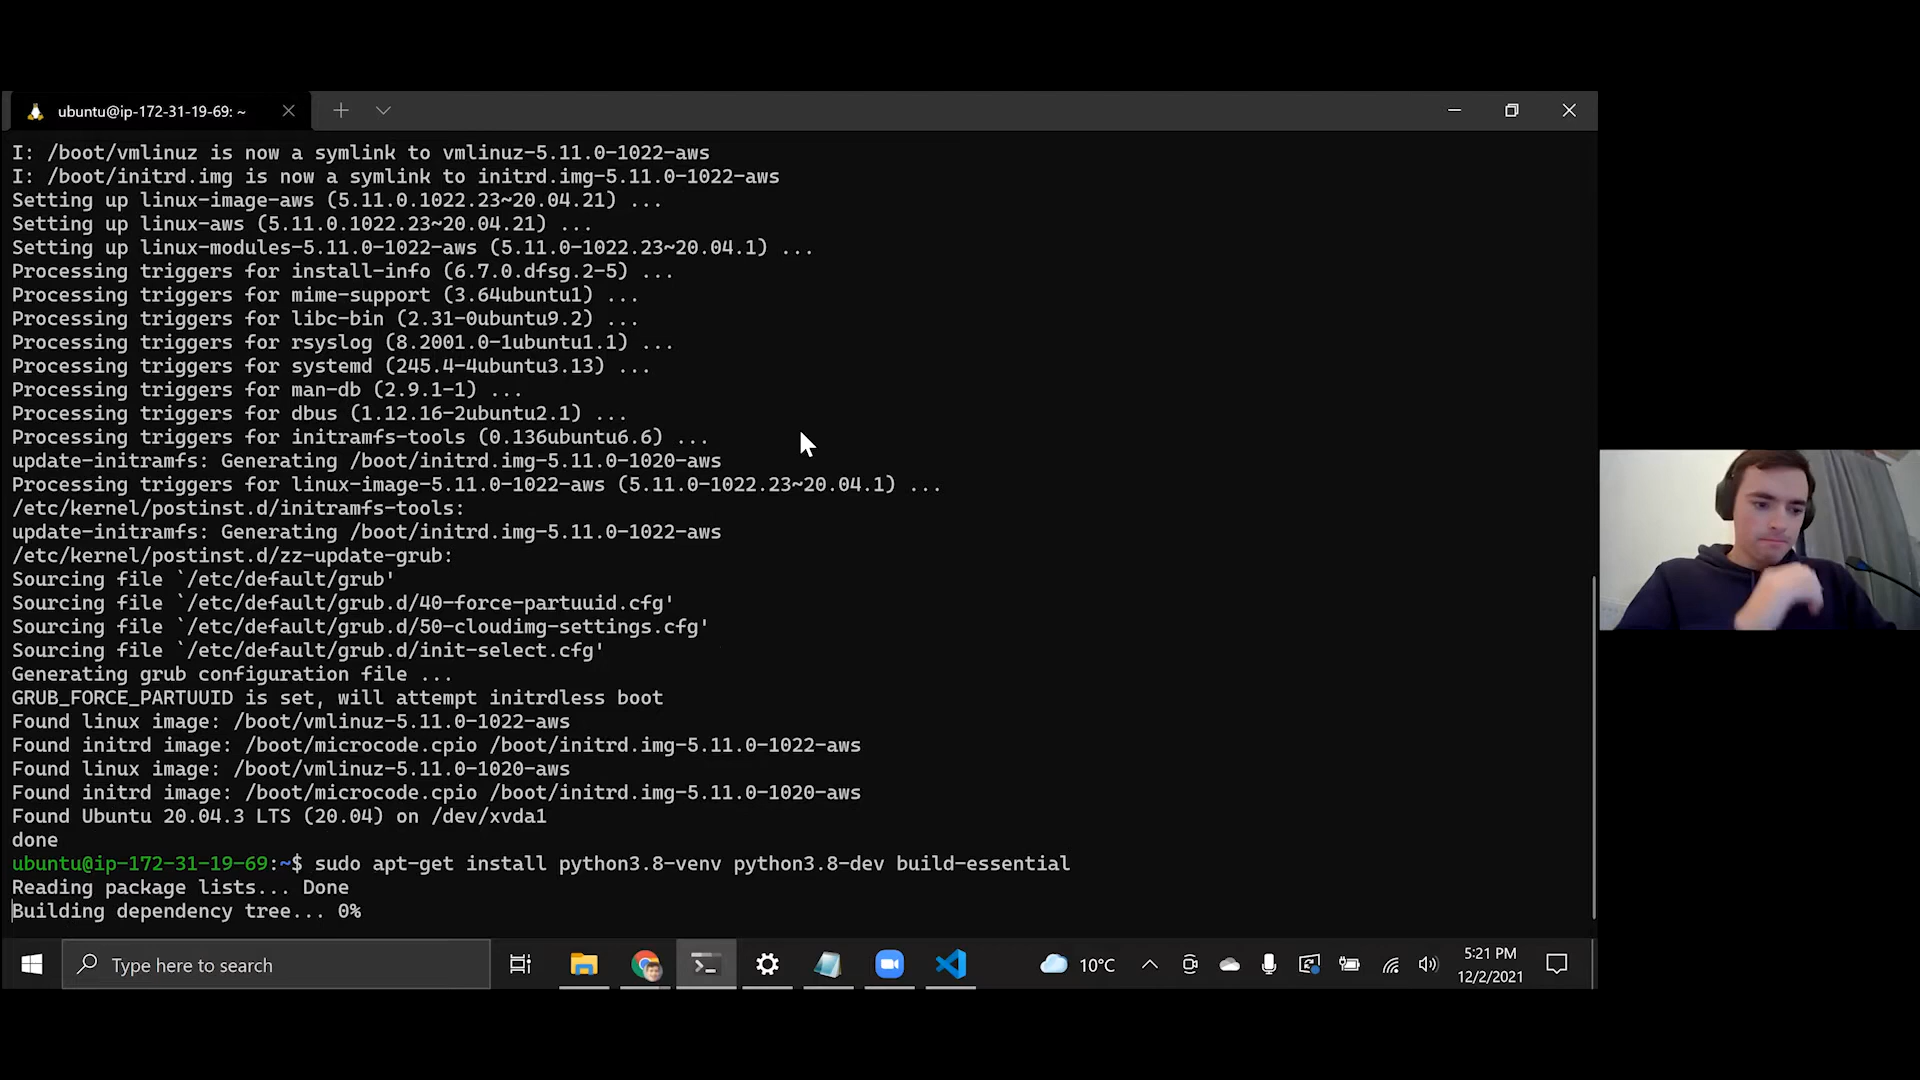 ubuntu@ip-172-31-19-69: ~
I: /boot/vmlinuz is now a symlink to vmlinuz-5.11.0-1022-aws
I: /boot/initrd.img is now a symlink to initrd.img-5.11.0-1022-aws
Setting up linux-image-aws (5.11.0.1022.23~20.04.21) ...
Setting up linux-aws (5.11.0.1022.23~20.04.21) ...
Setting up linux-modules-5.11.0-1022-aws (5.11.0-1022.23~20.04.1) ...
Processing triggers for install-info (6.7.0.dfsg.2-5) ...
Processing triggers for mime-support (3.64ubuntu1) ...
Processing triggers for libc-bin (2.31-0ubuntu9.2) ...
Processing triggers for rsyslog (8.2001.0-1ubuntu1.1) ...
Processing triggers for systemd (245.4-4ubuntu3.13) ...
Processing triggers for man-db (2.9.1-1) ...
Processing triggers for dbus (1.12.16-2ubuntu2.1) ...
Processing triggers for initramfs-tools (0.136ubuntu6.6) ...
update-initramfs: Generating /boot/initrd.img-5.11.0-1020-aws
Processing triggers for linux-image-5.11.0-1022-aws (5.11.0-1022.23~20.04.1) ...
/etc/kernel/postinst.d/initramfs-tools:
update-initramfs: Generating /boot/initrd.img-5.11.0-1022-aws
/etc/kernel/postinst.d/zz-update-grub:
Sourcing file `/etc/default/grub'
Sourcing file `/etc/default/grub.d/40-force-partuuid.cfg'
Sourcing file `/etc/default/grub.d/50-cloudimg-settings.cfg'
Sourcing file `/etc/default/grub.d/init-select.cfg'
Generating grub configuration file ...
GRUB_FORCE_PARTUUID is set, will attempt initrdless boot
Found linux image: /boot/vmlinuz-5.11.0-1022-aws
Found initrd image: /boot/microcode.cpio /boot/initrd.img-5.11.0-1022-aws
Found linux image: /boot/vmlinuz-5.11.0-1020-aws
Found initrd image: /boot/microcode.cpio /boot/initrd.img-5.11.0-1020-aws
Found Ubuntu 20.04.3 LTS (20.04) on /dev/xvda1
done
ubuntu@ip-172-31-19-69:~$ sudo apt-get install python3.8-venv python3.8-dev build-essential
Reading package lists... Done
Building dependency tree... 0%
Type here to search
10°C
5:21 PM
12/2/2021